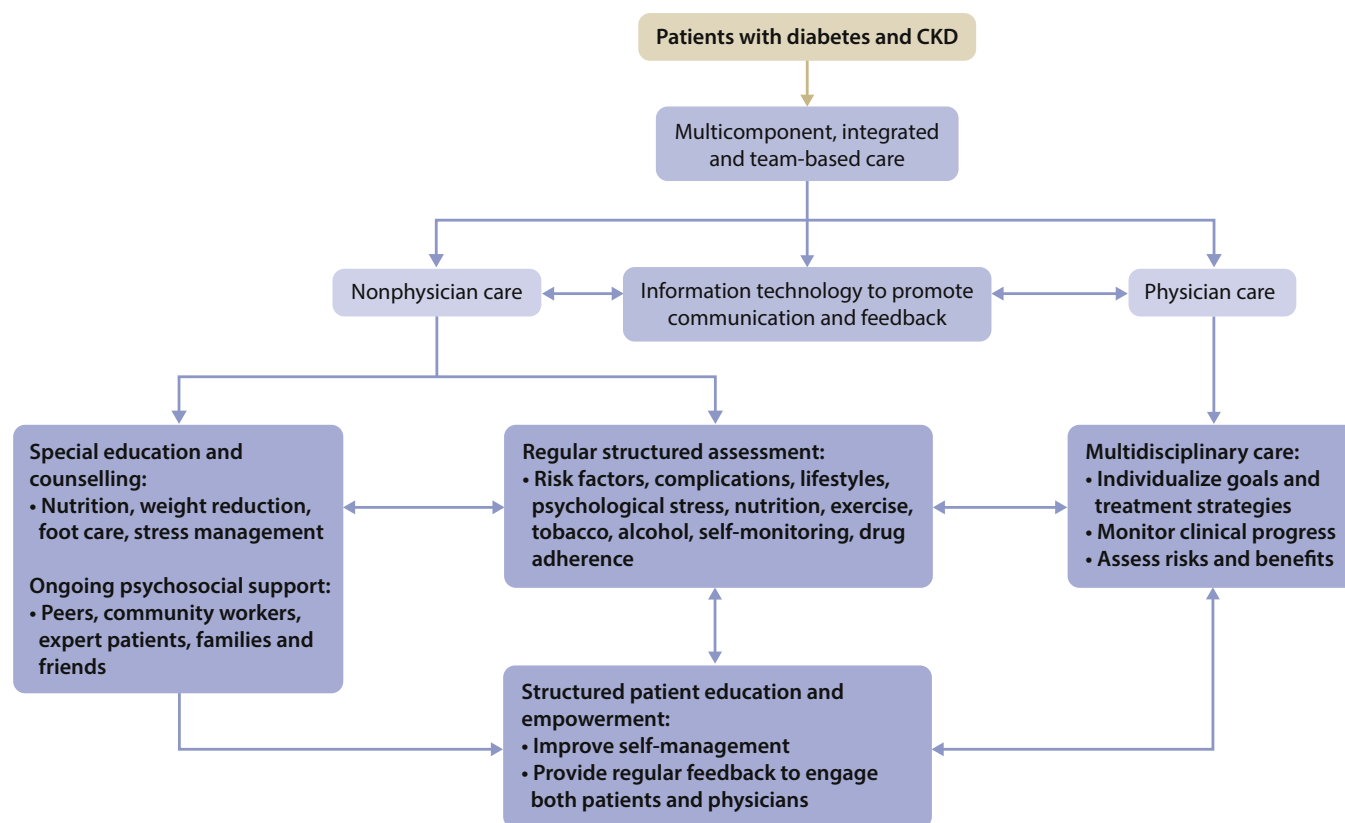 Patients with diabetes and CKD
Multicomponent, integrated
and team-based care
Nonphysician care
Information technology to promote
communication and feedback
Physician care
Special education and
counselling:
• Nutrition, weight reduction,
foot care, stress management
Ongoing psychosocial support:
• Peers, community workers,
expert patients, families and
friends
Regular structured assessment:
• Risk factors, complications, lifestyles,
psychological stress, nutrition, exercise,
tobacco, alcohol, self-monitoring, drug
adherence
Multidisciplinary care:
• Individualize goals and
treatment strategies
• Monitor clinical progress
• Assess risks and benefits
Structured patient education and
empowerment:
• Improve self-management
• Provide regular feedback to engage
both patients and physicians